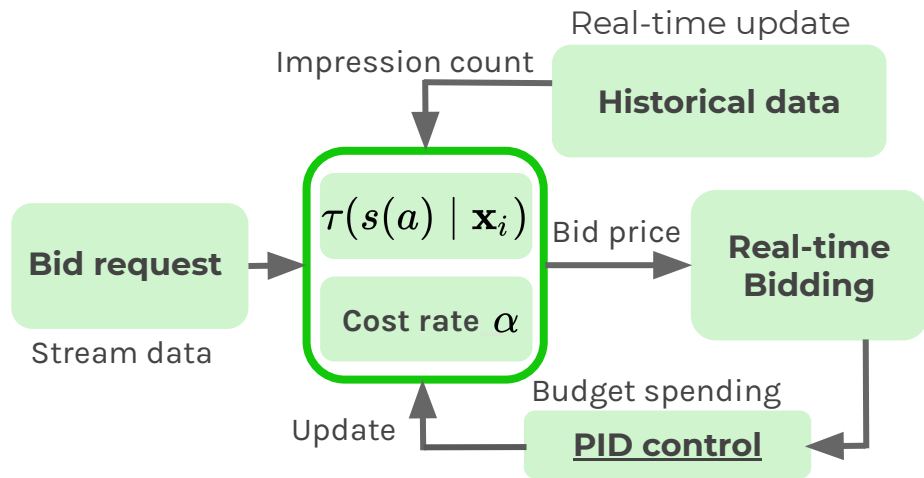 Real-time update
Impression count
Historical data
τ(s(a) | 𝐱ᵢ)
Bid price
Bid request
Real-time
Bidding
Cost rate α
Stream data
Budget spending
Update
PID control